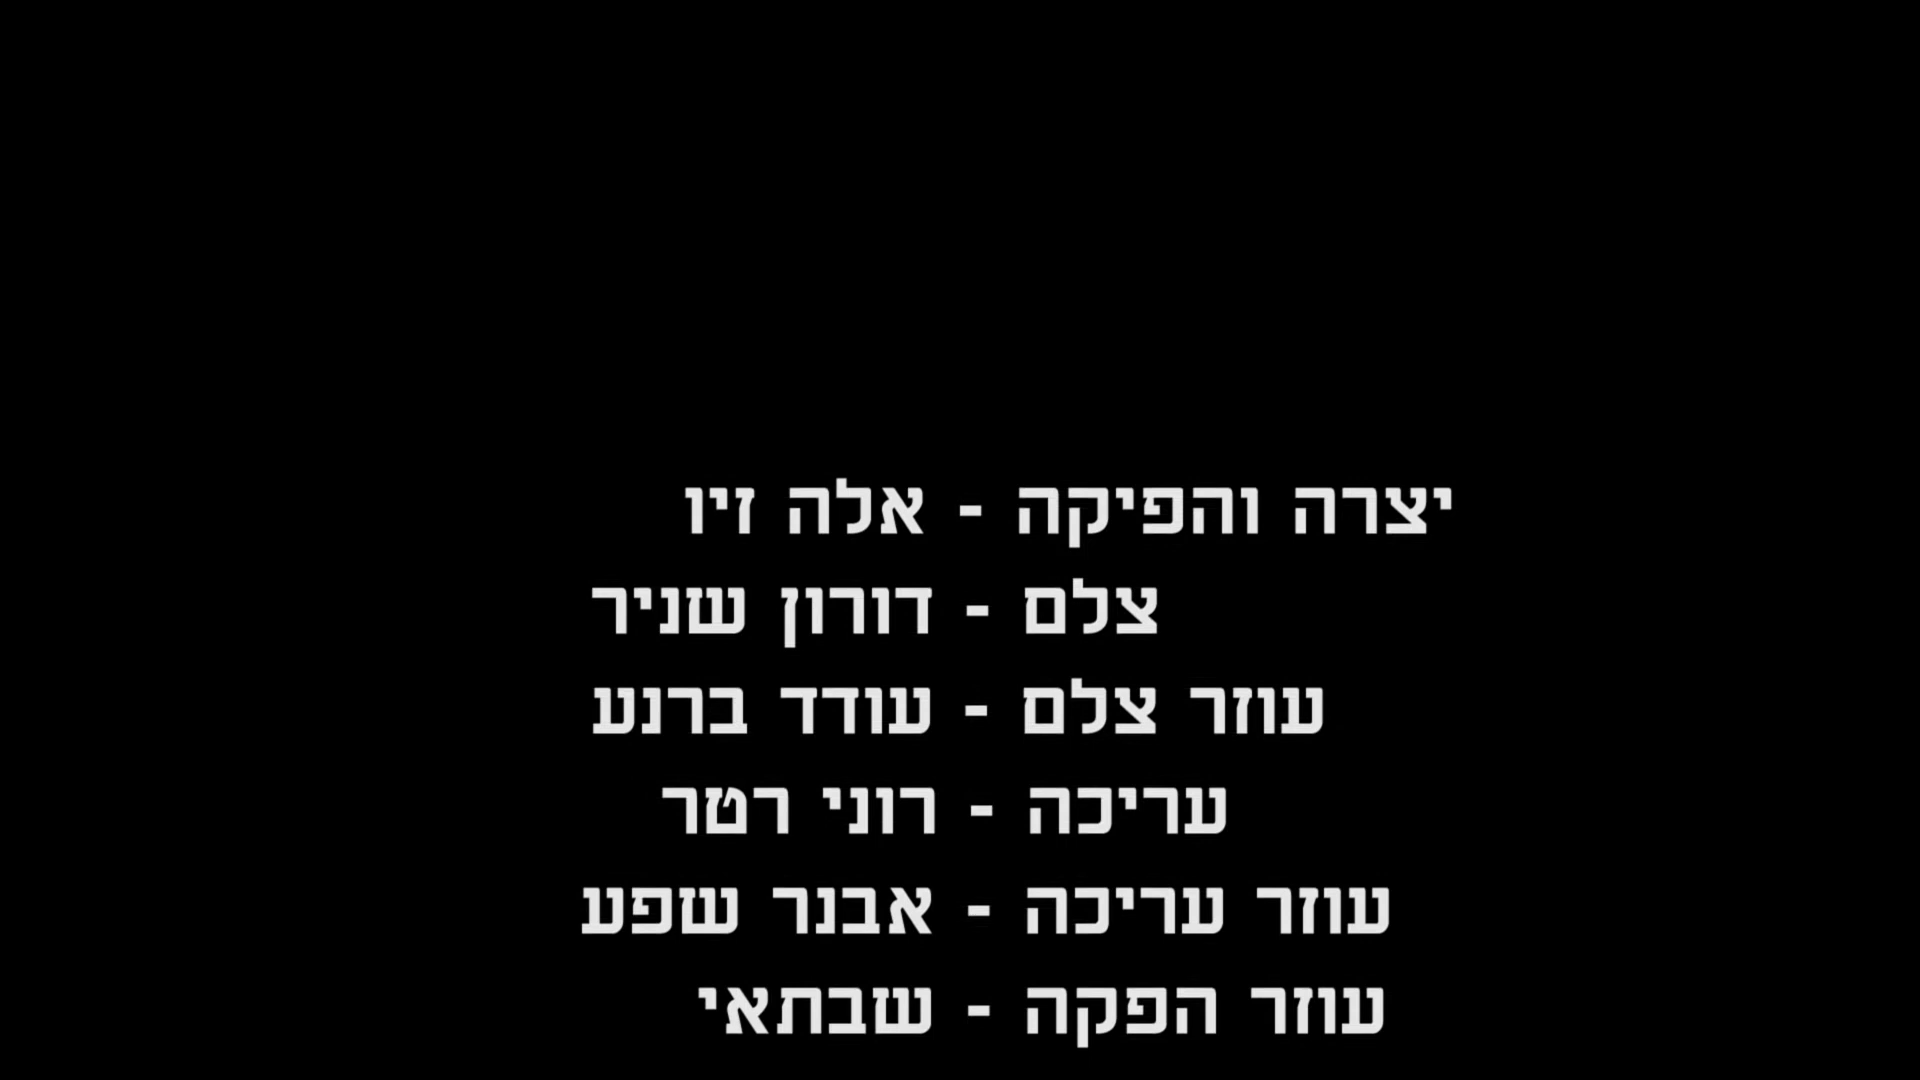 יצרה והפיקה - אלה זיו
צלם - דורון שניר
עוזר צלם - עודד ברנע
עריכה - רוני רטר
עוזר עריכה - אבנר שפע
עוזר הפקה - שבתאי